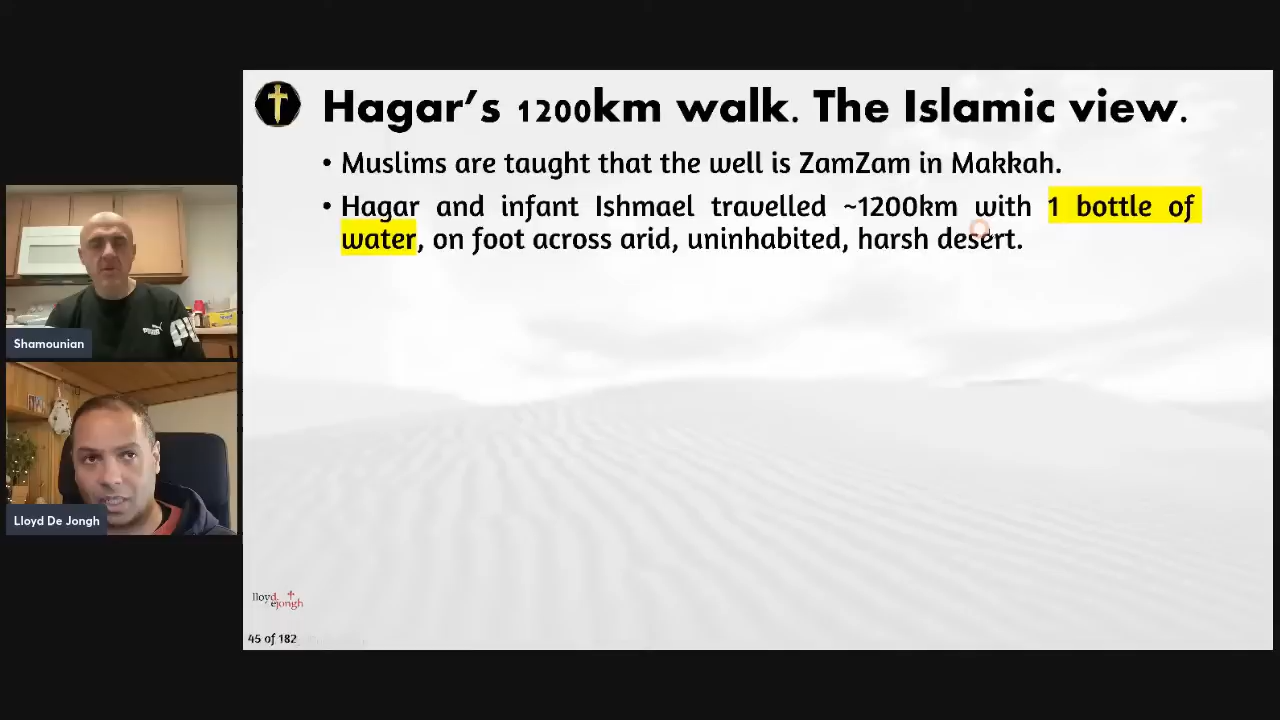 Hagar's 1200km walk. The Islamic view.
• Muslims are taught that the well is ZamZam in Makkah.
• Hagar and infant Ishmael travelled ~1200km with 1 bottle of
water, on foot across arid, uninhabited, harsh desert.
Shamounian
Lloyd De Jongh
lloyd
dejongh
45 of 182